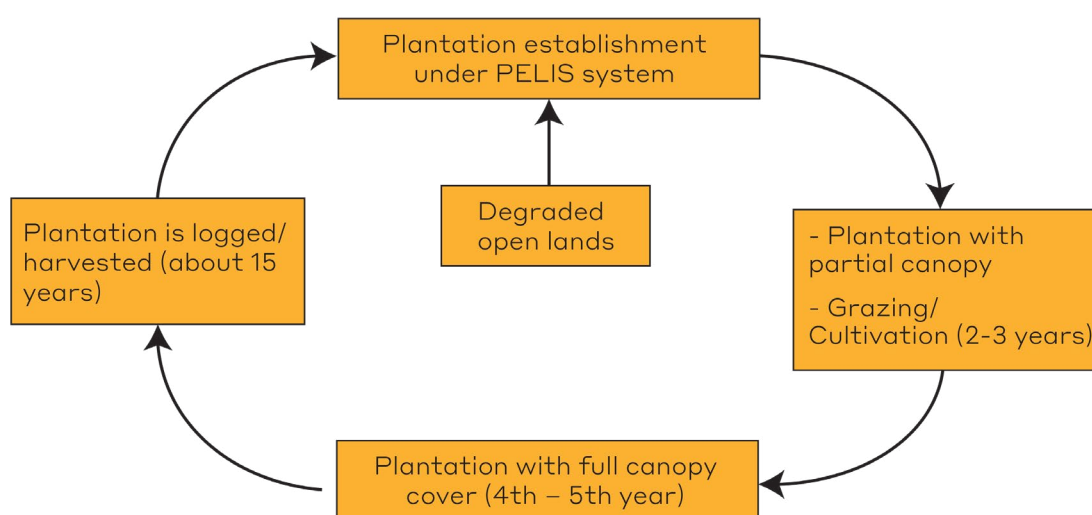 Plantation establishment
under PELIS system
Degraded
open lands
Plantation is logged/
harvested (about 15
years)
- Plantation with
partial canopy
- Grazing/
Cultivation (2-3 years)
Plantation with full canopy
cover (4th – 5th year)